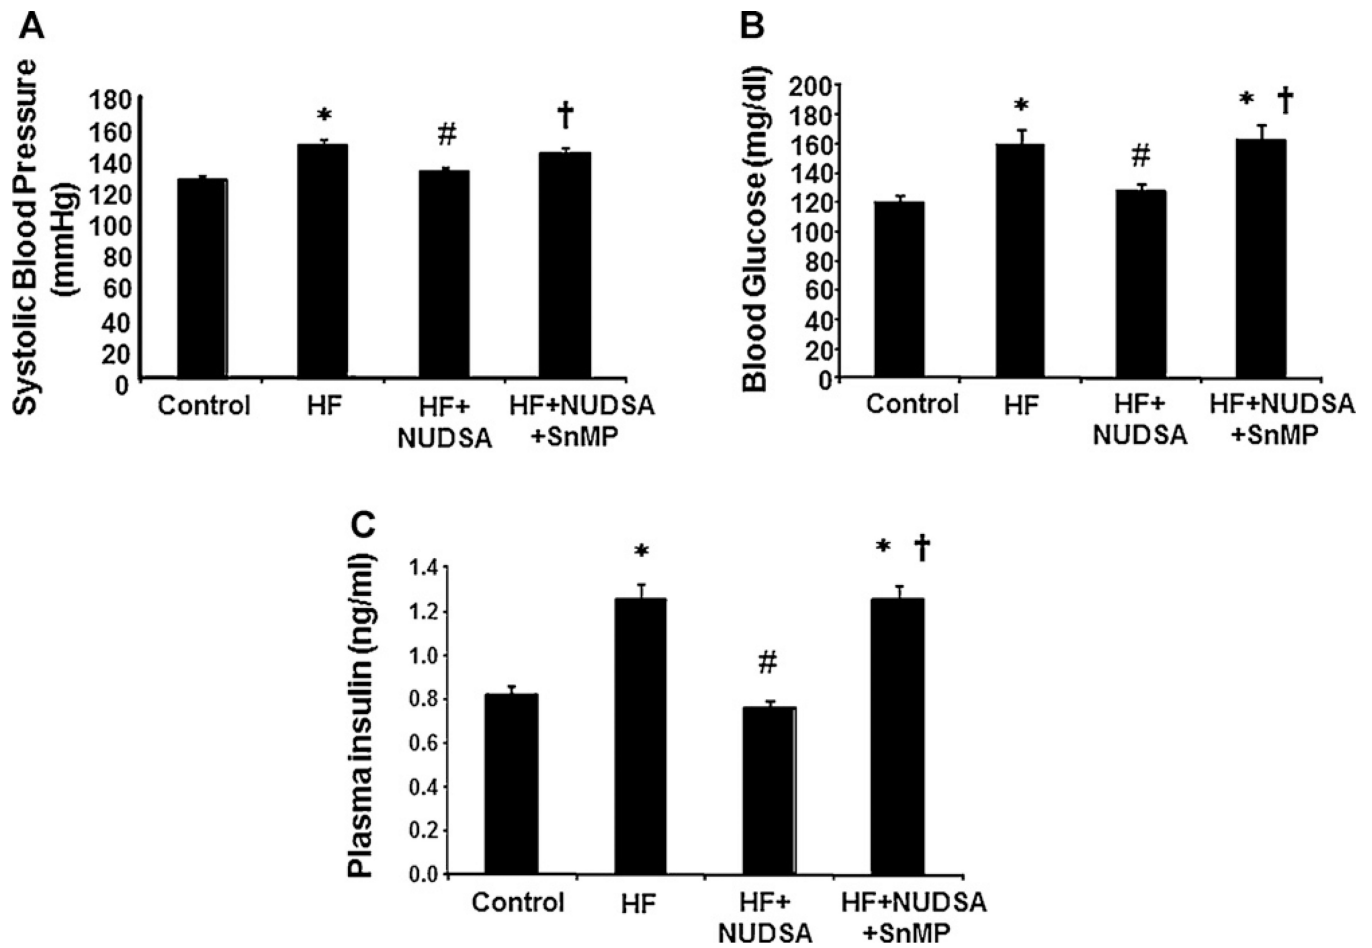 A
Systolic Blood Pressure
(mmHg)
180
160
140
120
100
80
60
40
20
0
*
#
†
Control
HF
HF+
NUDSA
HF+NUDSA
+SnMP
B
Blood Glucose (mg/dl)
200
180
160
140
120
100
80
60
40
20
0
*
#
* †
Control
HF
HF+
NUDSA
HF+NUDSA
+SnMP
C
Plasma insulin (ng/ml)
1.4
1.2
1.0
0.8
0.6
0.4
0.2
0.0
*
#
* †
Control
HF
HF+
NUDSA
HF+NUDSA
+SnMP